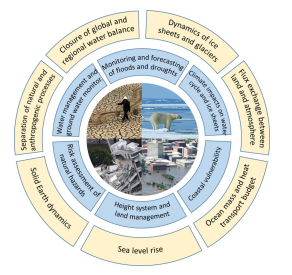 Closure of global and
regional water balance
Dynamics of ice
sheets and glaciers
Flux exchange between
land and atmosphere
Ocean mass and heat
transport budget
Sea level rise
Solid Earth dynamics
Separation of natural and
anthropogenic processes
Monitoring and forecasting
of floods and droughts
Climate impacts on water
cycle and ice sheets
Coastal vulnerability
Height system and
land management
Risk assessment of
natural hazards
Water management and
ground water monitor.